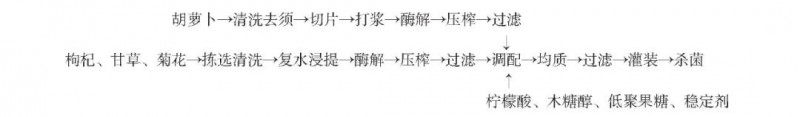 胡萝卜→清洗去须→切片→打浆→酶解→压榨→过滤
↓
枸杞、甘草、菊花→拣选清洗→复水浸提→酶解→压榨→过滤→调配→均质→过滤→灌装→杀菌
↑
柠檬酸、木糖醇、低聚果糖、稳定剂